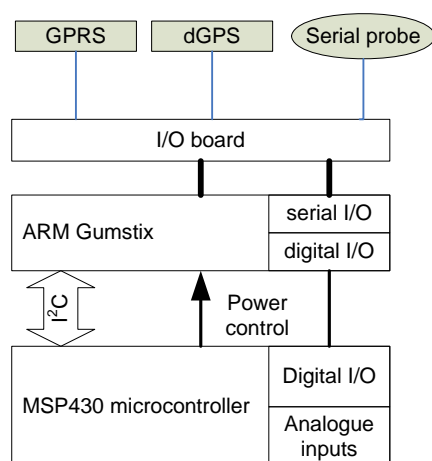 GPRS
dGPS
Serial probe
I/O board
ARM Gumstix
serial I/O
digital I/O
I²C
Power
control
MSP430 microcontroller
Digital I/O
Analogue
inputs